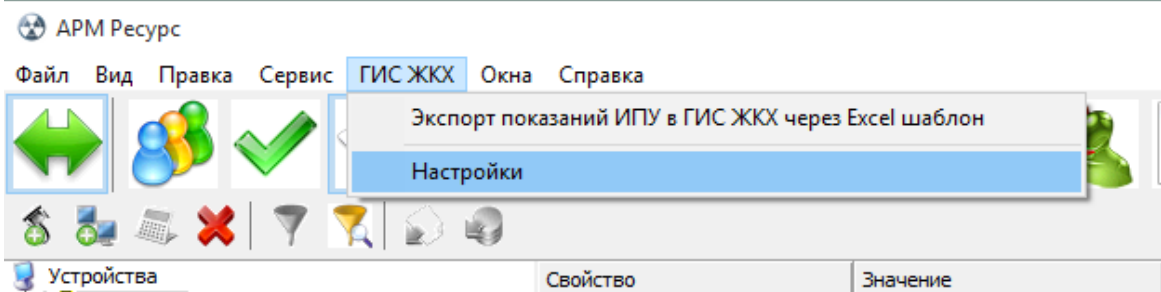 АРМ Ресурс
Файл Вид Правка Сервис ГИС ЖКХ Окна Справка
Экспорт показаний ИПУ в ГИС ЖКХ через Excel шаблон
Настройки
Устройства Свойство Значение